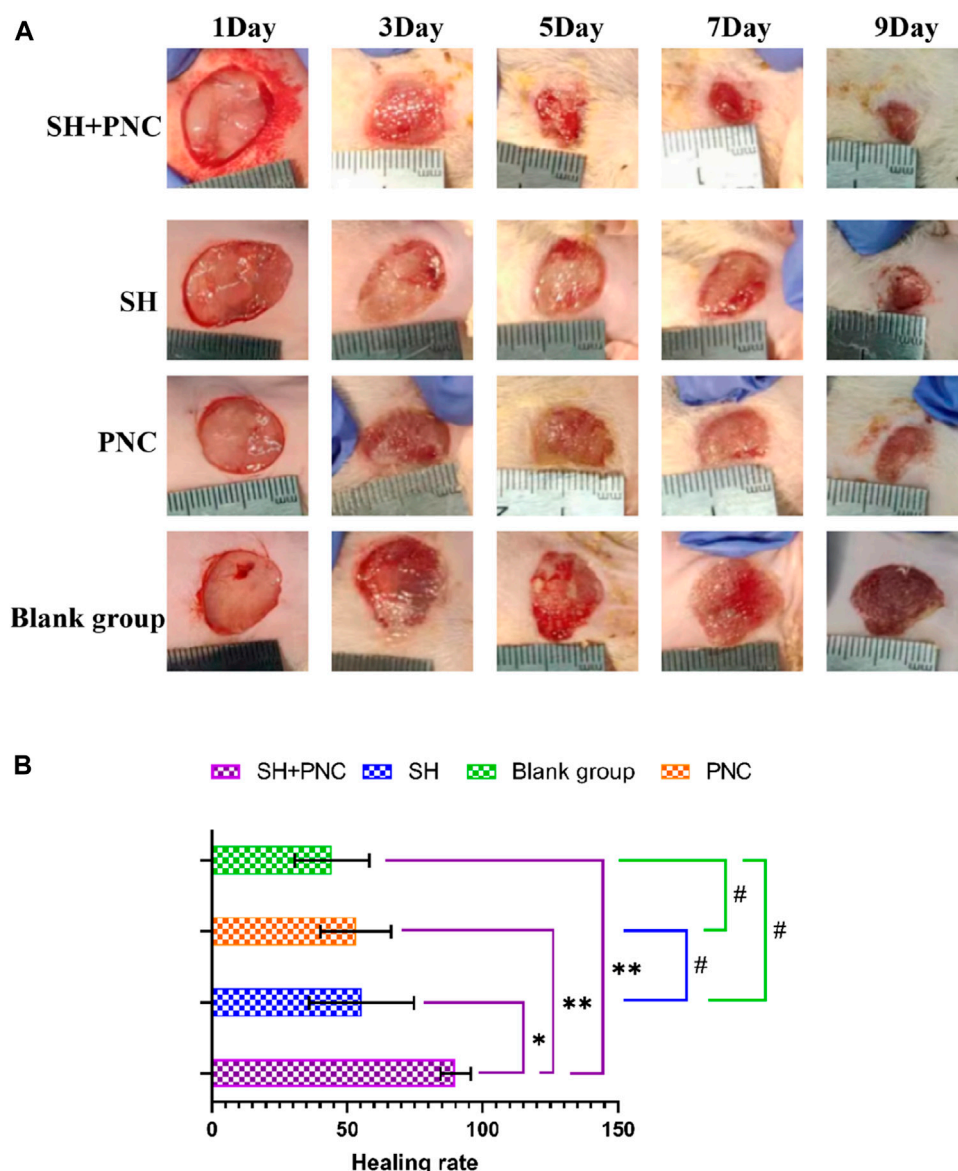 A
1Day 3Day 5Day 7Day 9Day
SH+PNC
SH
PNC
Blank group
B
SH+PNC SH Blank group PNC
#
#
**
#
**
*
0 50 100 150
Healing rate